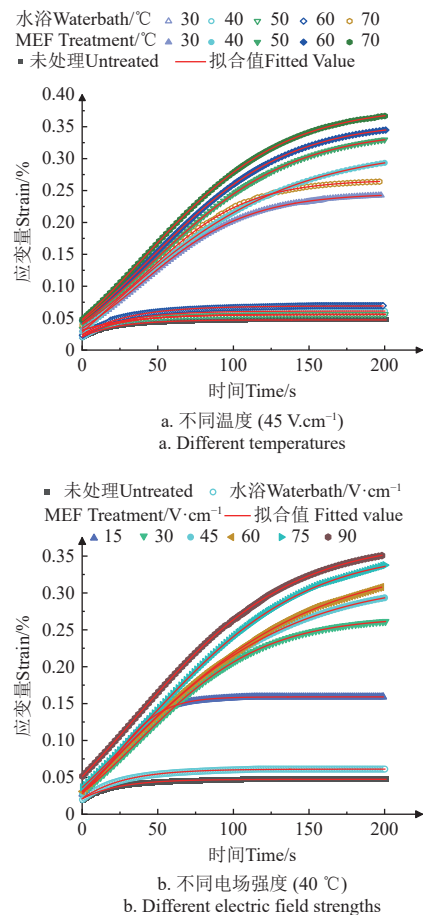 水浴Waterbath/℃ 30 40 50 60 70
MEF Treatment/℃ 30 40 50 60 70
未处理Untreated 拟合值Fitted Value
0.40
0.35
0.30
0.25
0.20
0.15
0.10
0.05
0
应变量Strain/%
0 50 100 150 200
时间Time/s
a. 不同温度 (45 V.cm⁻¹)
a. Different temperatures
未处理Untreated 水浴Waterbath/V·cm⁻¹
MEF Treatment/V·cm⁻¹ 拟合值 Fitted value
15 30 45 60 75 90
0.35
0.30
0.25
0.20
0.15
0.10
0.05
0
应变量Strain/%
0 50 100 150 200
时间Time/s
b. 不同电场强度 (40 ℃)
b. Different electric field strengths